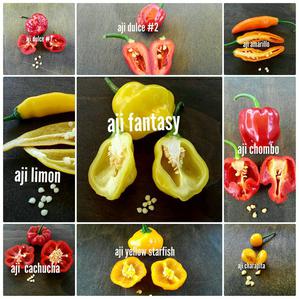 aji dulce #1
aji dulce #2
aji amarillo
aji limon
aji fantasy
aji chombo
aji cachucha
aji yellow starfish
aji charapita